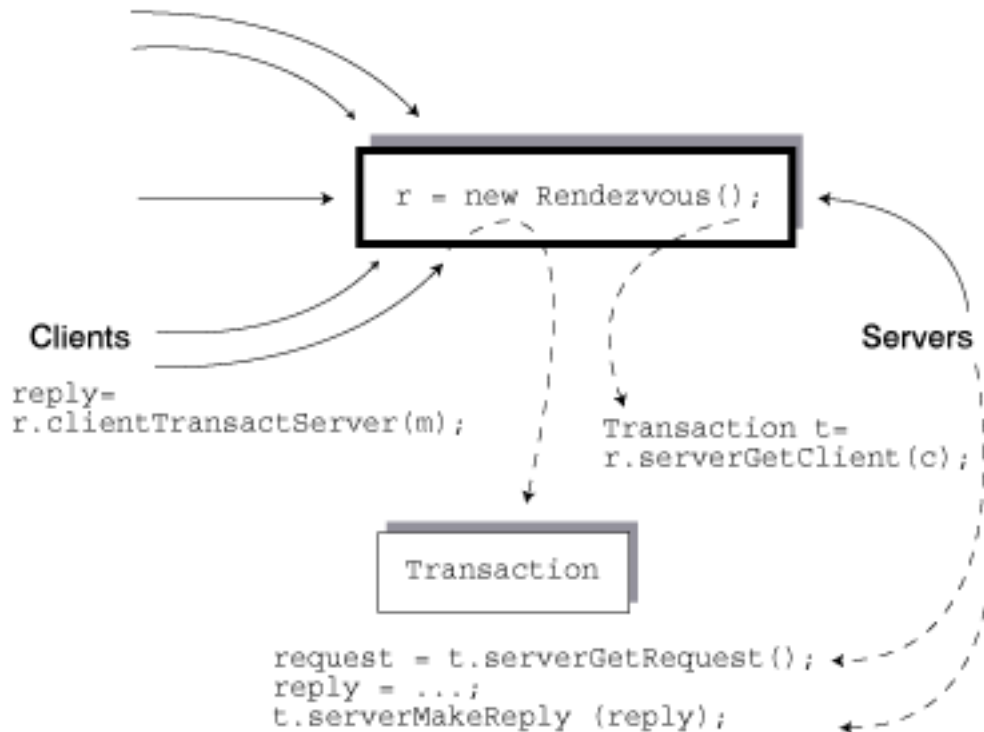 r = new Rendezvous();
Clients
reply=
r.clientTransactServer(m);
Servers
Transaction t=
r.serverGetClient(c);
Transaction
request = t.serverGetRequest();
reply = ...;
t.serverMakeReply (reply);